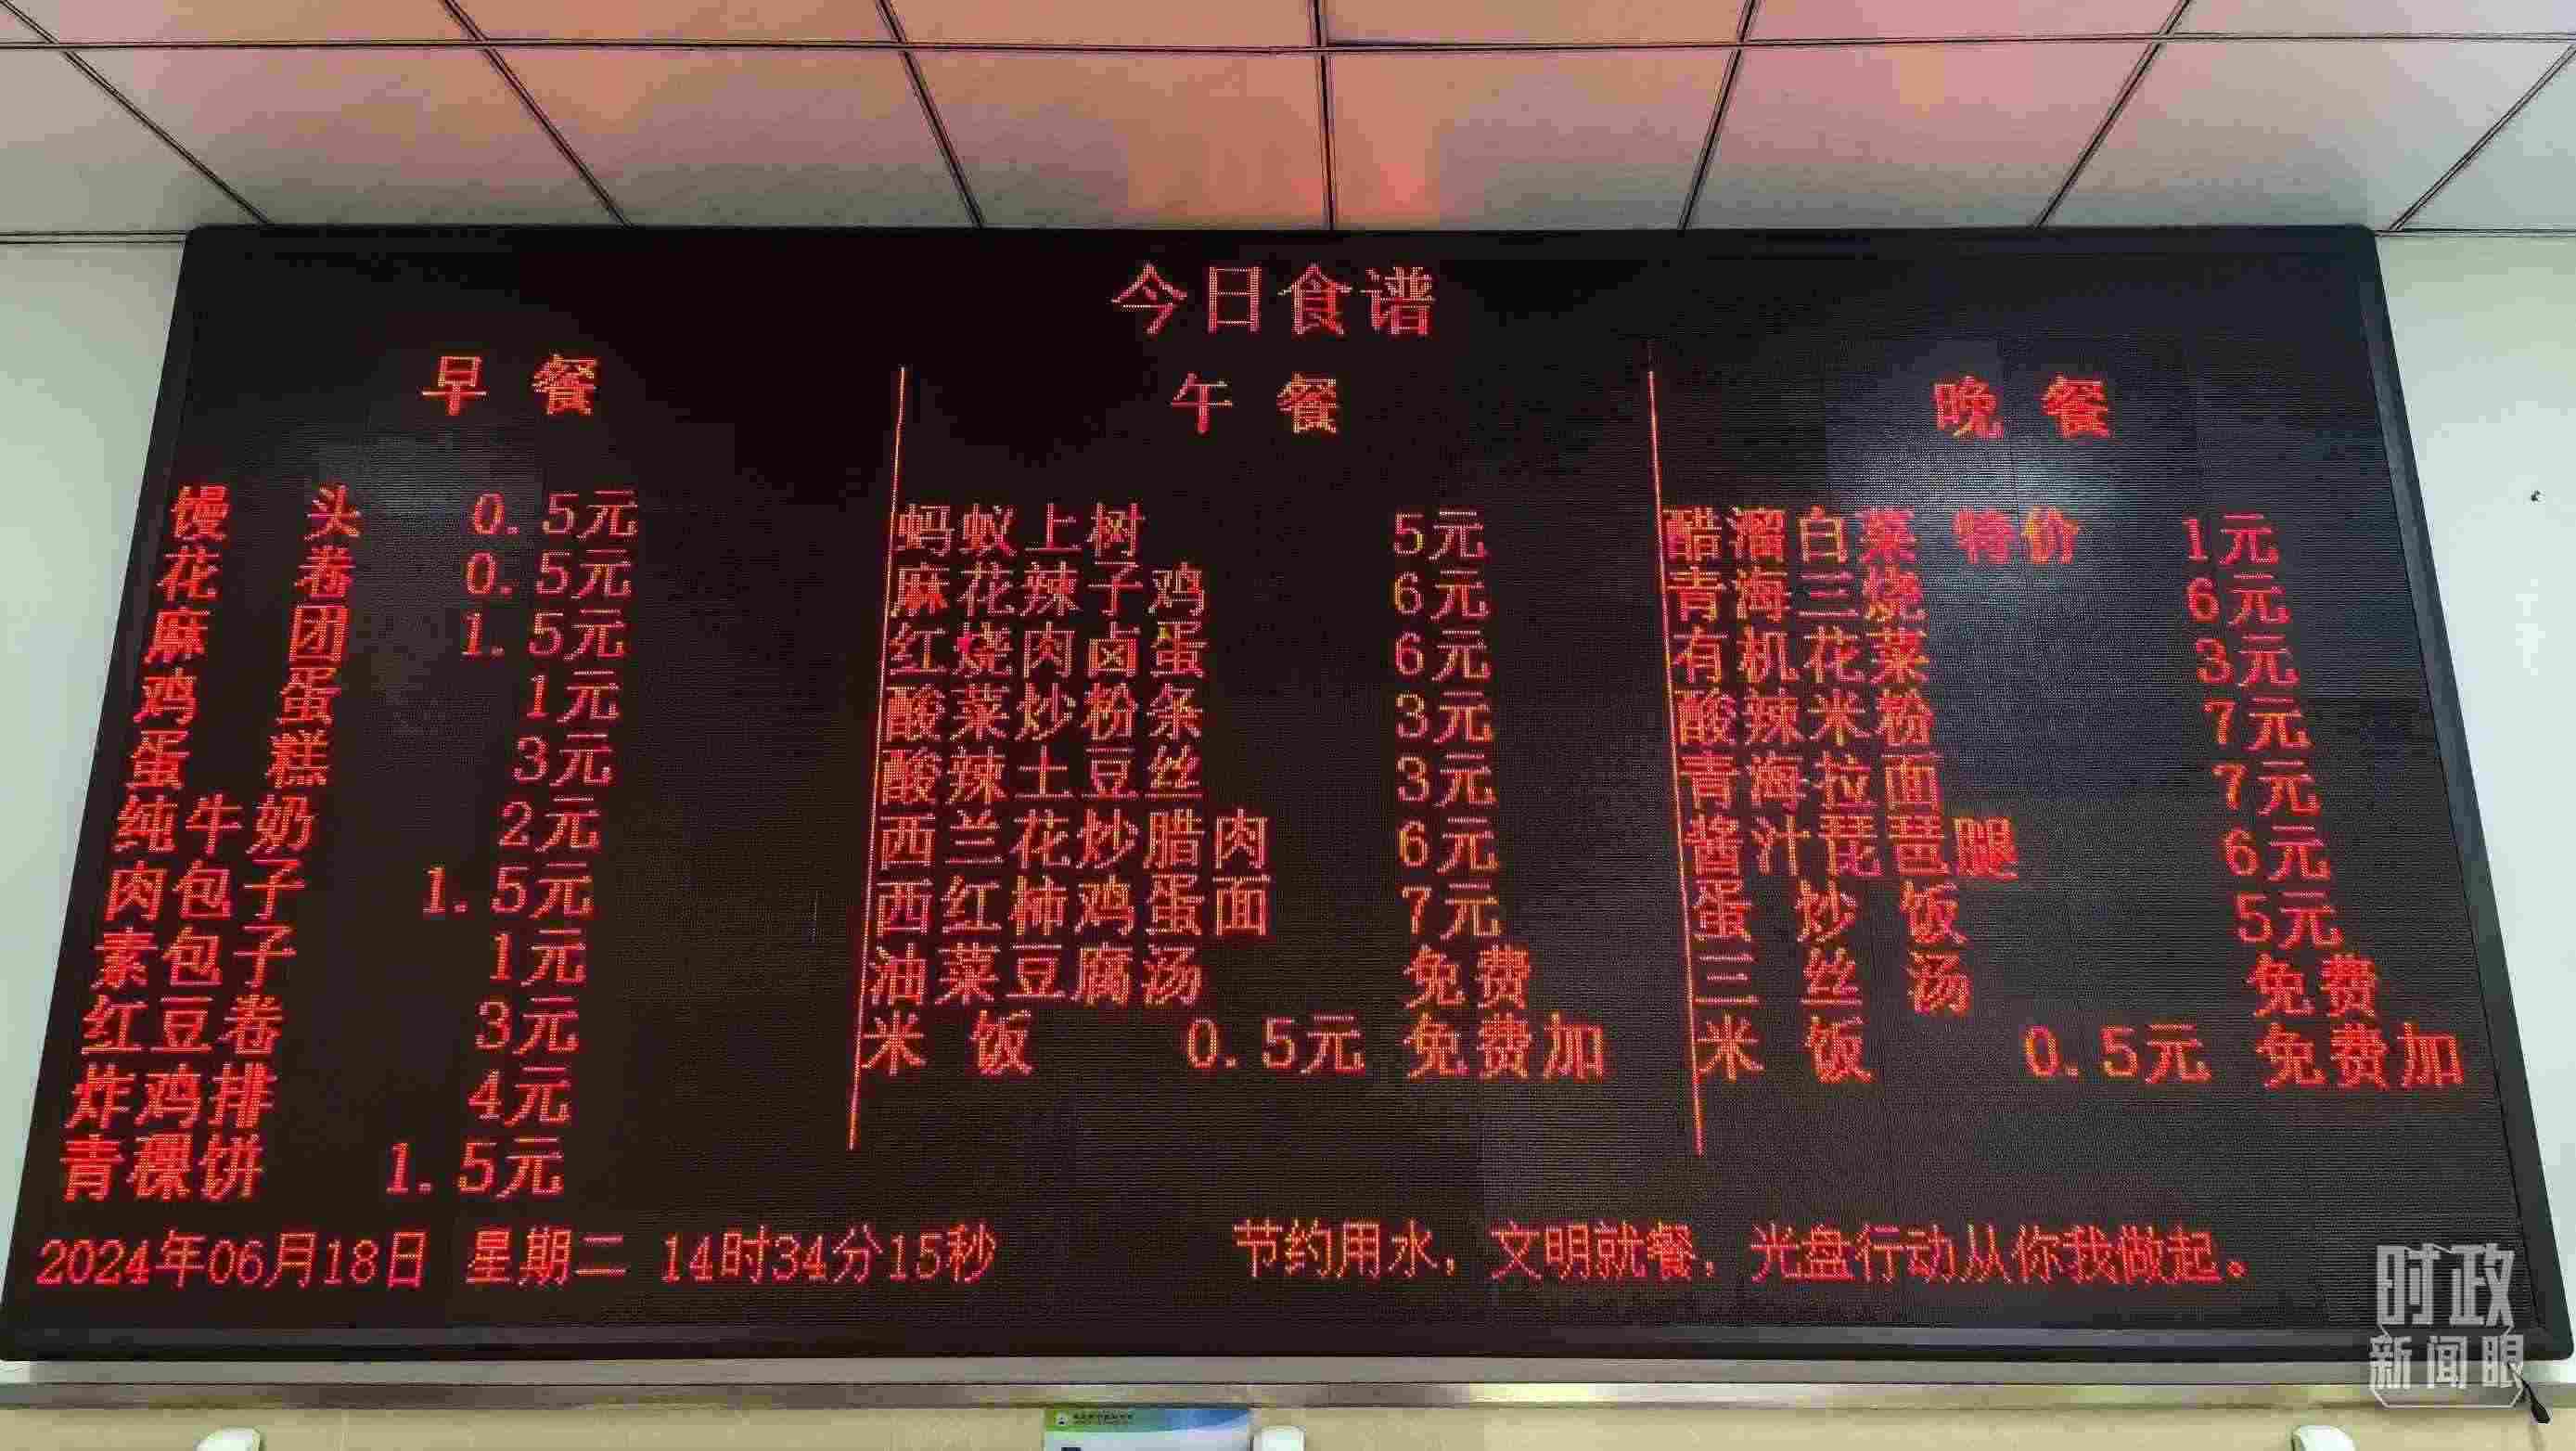 今日食谱
早 餐
馒 头 0.5元
花 卷 0.5元
麻 团 1.5元
鸡 蛋 1元
蛋 糕 3元
纯牛奶 2元
肉包子 1.5元
素包子 1元
红豆卷 3元
炸鸡排 4元
青稞饼 1.5元
午 餐
蚂蚁上树 5元
麻花辣子鸡 6元
红烧肉卤蛋 6元
酸菜炒粉条 3元
酸辣土豆丝 3元
西兰花炒腊肉 6元
西红柿鸡蛋面 7元
油菜豆腐汤 免费
米 饭 0.5元 免费加
晚 餐
醋溜白菜 特价 1元
青海三烧 6元
有机花菜 3元
酸辣米粉 7元
青海拉面 7元
酱汁琵琶腿 6元
蛋 炒 饭 5元
三 丝 汤 免费
米 饭 0.5元 免费加
2024年06月18日 星期二 14时34分15秒
节约用水，文明就餐，光盘行动从你我做起。
时政
新闻眼